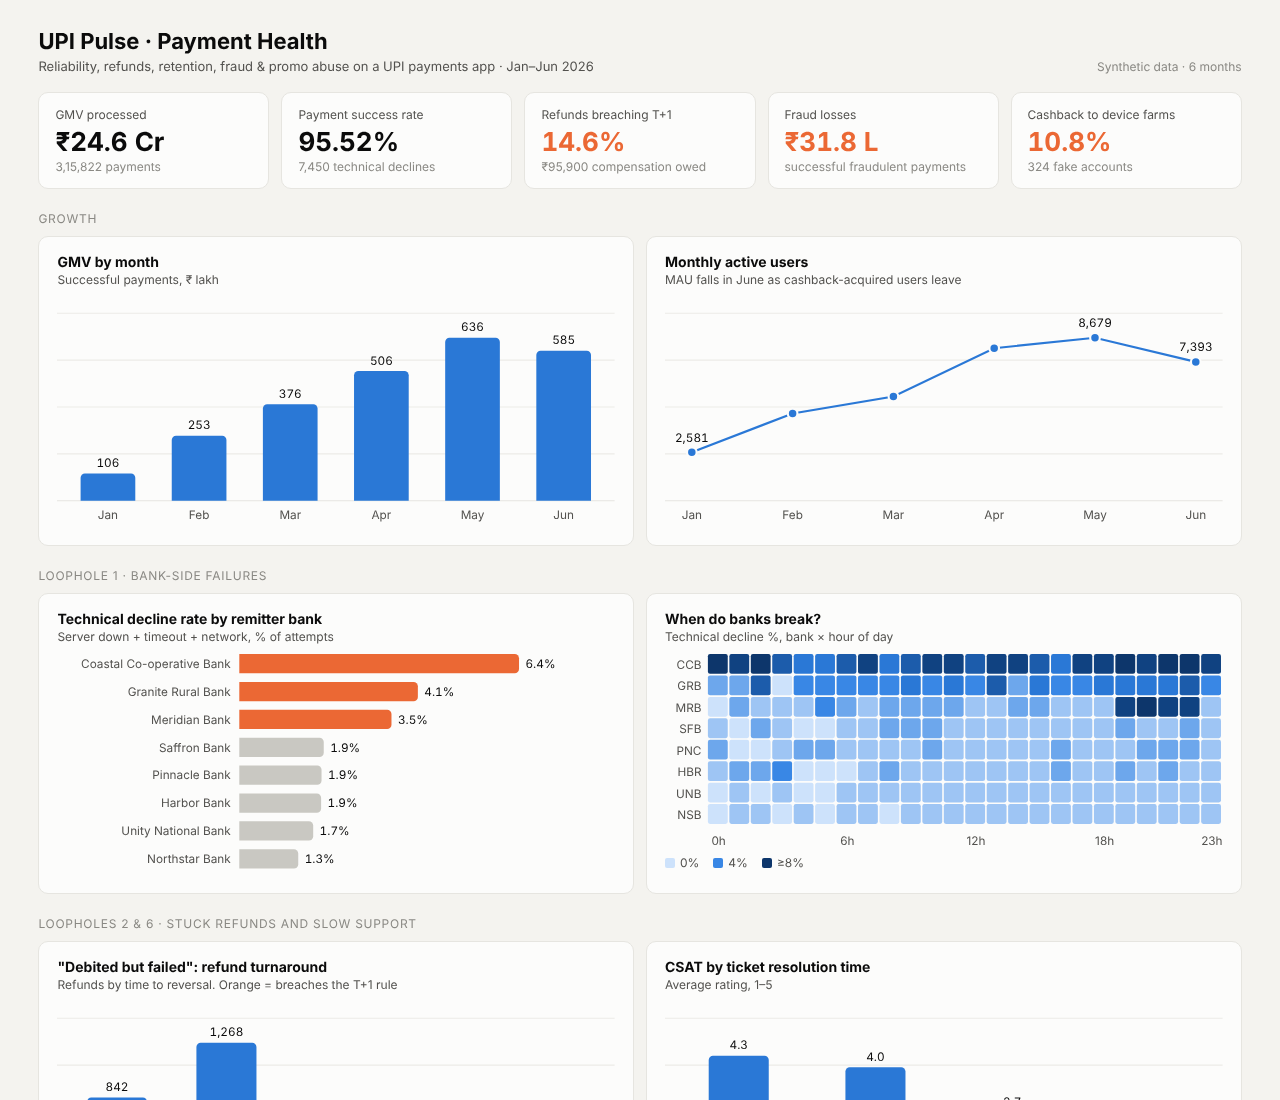 UPI Pulse · Payment Health
Reliability, refunds, retention, fraud & promo abuse on a UPI payments app · Jan–Jun 2026
Synthetic data · 6 months
GMV processed
₹24.6 Cr
3,15,822 payments
Payment success rate
95.52%
7,450 technical declines
Refunds breaching T+1
14.6%
₹95,900 compensation owed
Fraud losses
₹31.8 L
successful fraudulent payments
Cashback to device farms
10.8%
324 fake accounts
GROWTH
GMV by month
Successful payments, ₹ lakh
106
253
376
506
636
585
Jan
Feb
Mar
Apr
May
Jun
Monthly active users
MAU falls in June as cashback-acquired users leave
2,581
8,679
7,393
Jan
Feb
Mar
Apr
May
Jun
LOOPHOLE 1 · BANK-SIDE FAILURES
Technical decline rate by remitter bank
Server down + timeout + network, % of attempts
Coastal Co-operative Bank 6.4%
Granite Rural Bank 4.1%
Meridian Bank 3.5%
Saffron Bank 1.9%
Pinnacle Bank 1.9%
Harbor Bank 1.9%
Unity National Bank 1.7%
Northstar Bank 1.3%
When do banks break?
Technical decline %, bank × hour of day
CCB
GRB
MRB
SFB
PNC
HBR
UNB
NSB
0h 6h 12h 18h 23h
0% 4% ≥8%
LOOPHOLES 2 & 6 · STUCK REFUNDS AND SLOW SUPPORT
"Debited but failed": refund turnaround
Refunds by time to reversal. Orange = breaches the T+1 rule
842
1,268
CSAT by ticket resolution time
Average rating, 1–5
4.3
4.0